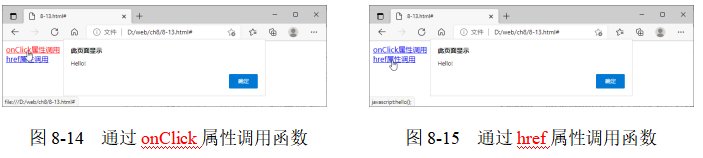 8-13.html#
文件 D:/web/ch8/8-13.html#
onClick属性调用
href属性调用
此页面显示
Hello!
确定
file:///D:/web/ch8/8-13.html#
图 8-14 通过 onClick 属性调用函数
8-13.html#
文件 D:/web/ch8/8-13.html#
onClick属性调用
href属性调用
此页面显示
Hello!
确定
javascript:hello();
图 8-15 通过 href 属性调用函数